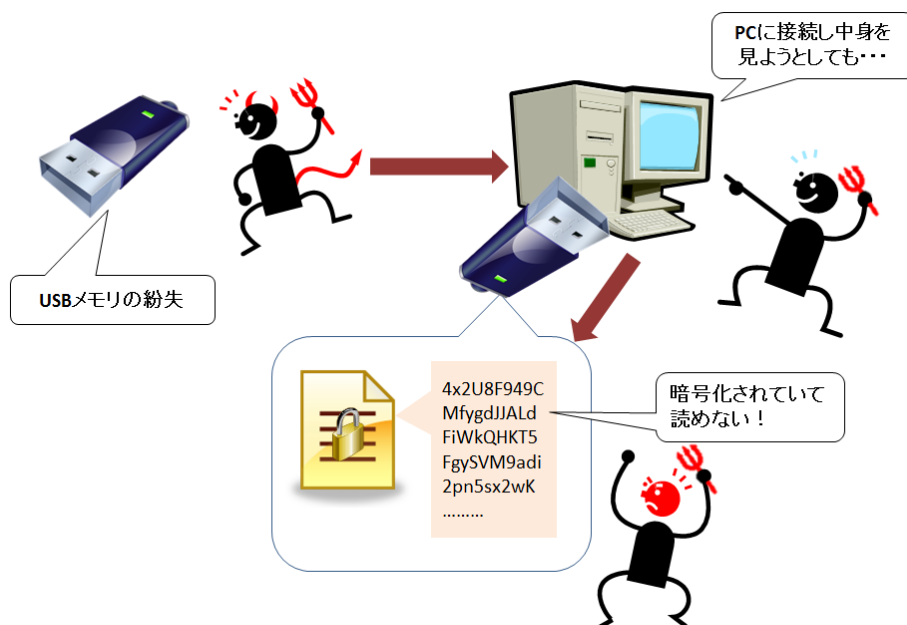 PCに接続し中身を
見ようとしても・・・
USBメモリの紛失
4x2U8F949C
MfygdJJALd
FiWkQHKT5
FgySVM9adi
2pn5sx2wK
………
暗号化されていて
読めない！